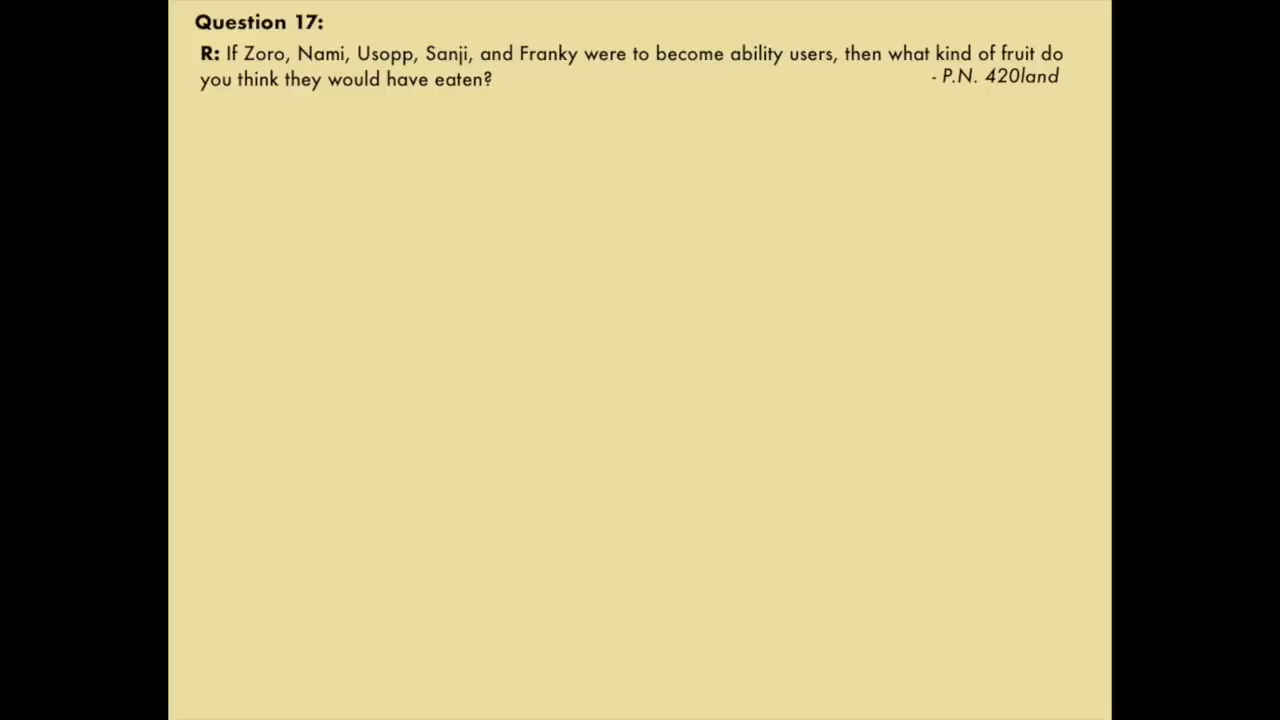 Question 17:
R: If Zoro, Nami, Usopp, Sanji, and Franky were to become ability users, then what kind of fruit do
you think they would have eaten?
- P.N. 420land